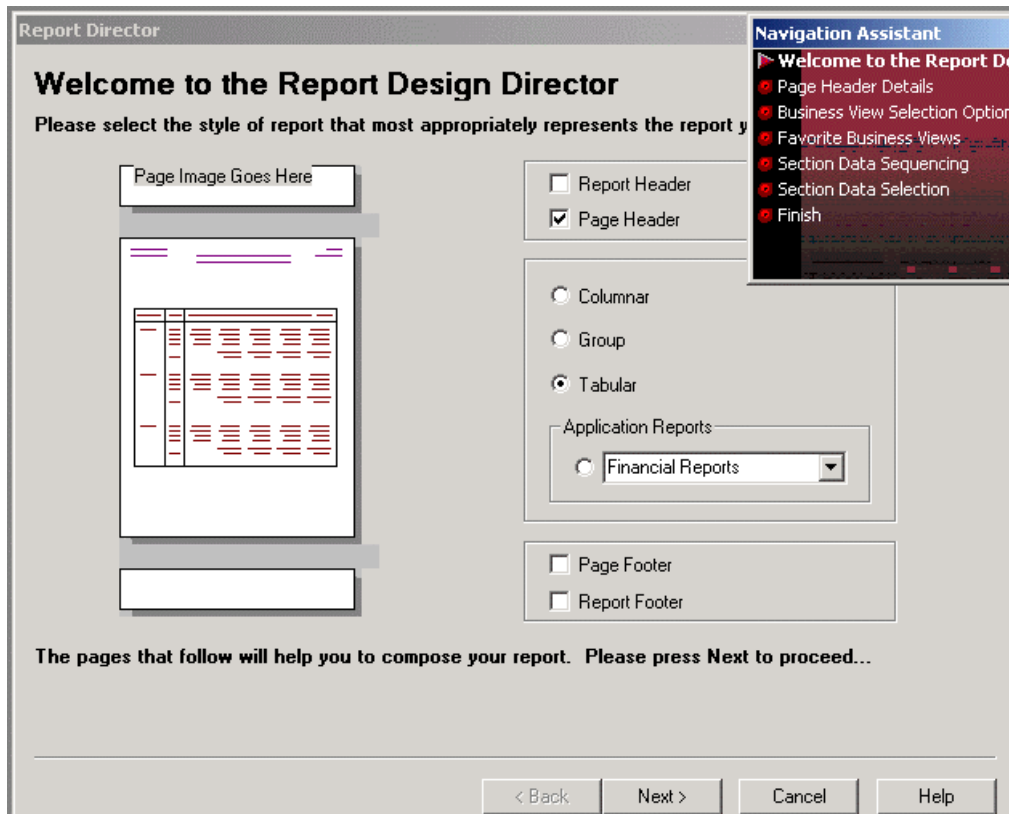 Report Director
Welcome to the Report Design Director
Please select the style of report that most appropriately represents the report y
Page Image Goes Here
Report Header
Page Header
Columnar
Group
Tabular
Application Reports
Financial Reports
Page Footer
Report Footer
The pages that follow will help you to compose your report. Please press Next to proceed...
< Back
Next >
Cancel
Help
Navigation Assistant
Welcome to the Report De
Page Header Details
Business View Selection Option
Favorite Business Views
Section Data Sequencing
Section Data Selection
Finish